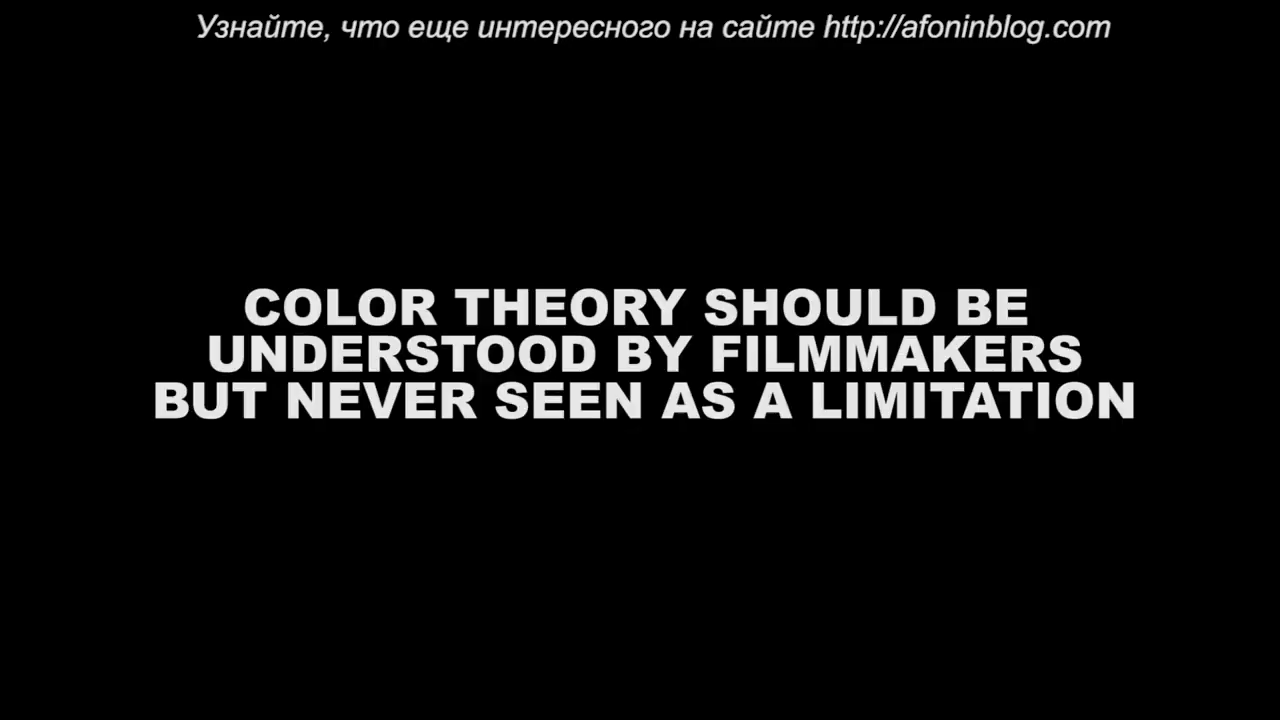 Узнайте, что еще интересного на сайте http://afoninblog.com
COLOR THEORY SHOULD BE
UNDERSTOOD BY FILMMAKERS
BUT NEVER SEEN AS A LIMITATION